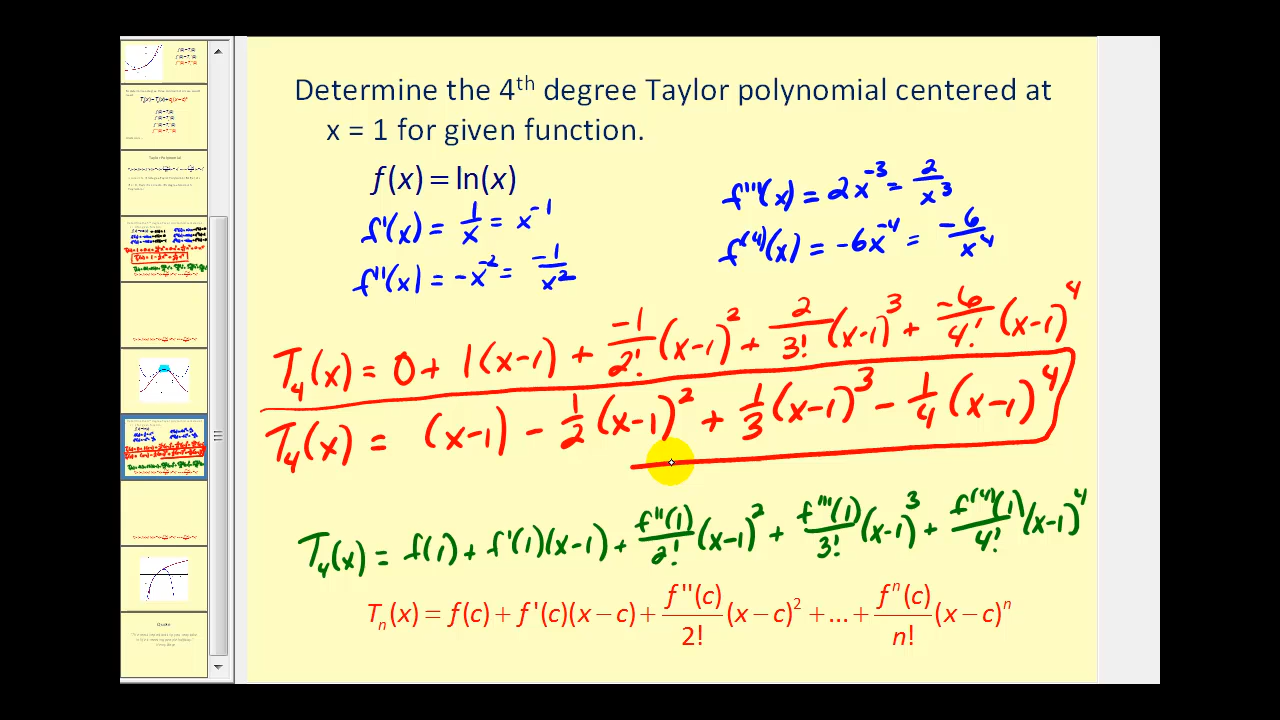 Determine the 4th degree Taylor polynomial centered at
x = 1 for given function.
f(x) = ln(x)
f'(x) = 1/x = x^-1
f''(x) = -x^-2 = -1/x^2
f'''(x) = 2x^-3 = 2/x^3
f^(4)(x) = -6x^-4 = -6/x^4
T₄(x) = 0 + 1(x-1) + -1/2! (x-1)^2 + 2/3! (x-1)^3 + -6/4! (x-1)^4
T₄(x) = (x-1) - 1/2 (x-1)^2 + 1/3 (x-1)^3 - 1/4 (x-1)^4
T₄(x) = f(1) + f'(1)(x-1) + f''(1)/2! (x-1)^2 + f'''(1)/3! (x-1)^3 + f^(4)(1)/4! (x-1)^4
Tₙ(x) = f(c) + f'(c)(x-c) + f''(c)/2! (x-c)^2 + ... + f^n(c)/n! (x-c)^n
Taylor Polynomial
Quote